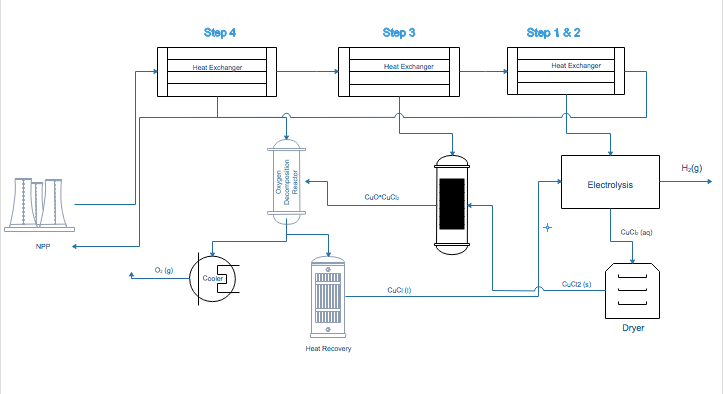 Step 4
Step 3
Step 1 & 2
Heat Exchanger
Heat Exchanger
Heat Exchanger
Oxygen
Decomposition
Reactor
H₂(g)
Electrolysis
CuO*CuCl₂
CuCl₂ (aq)
NPP
O₂ (g)
Cooler
CuCl (l)
CuCl2 (s)
Dryer
Heat Recovery